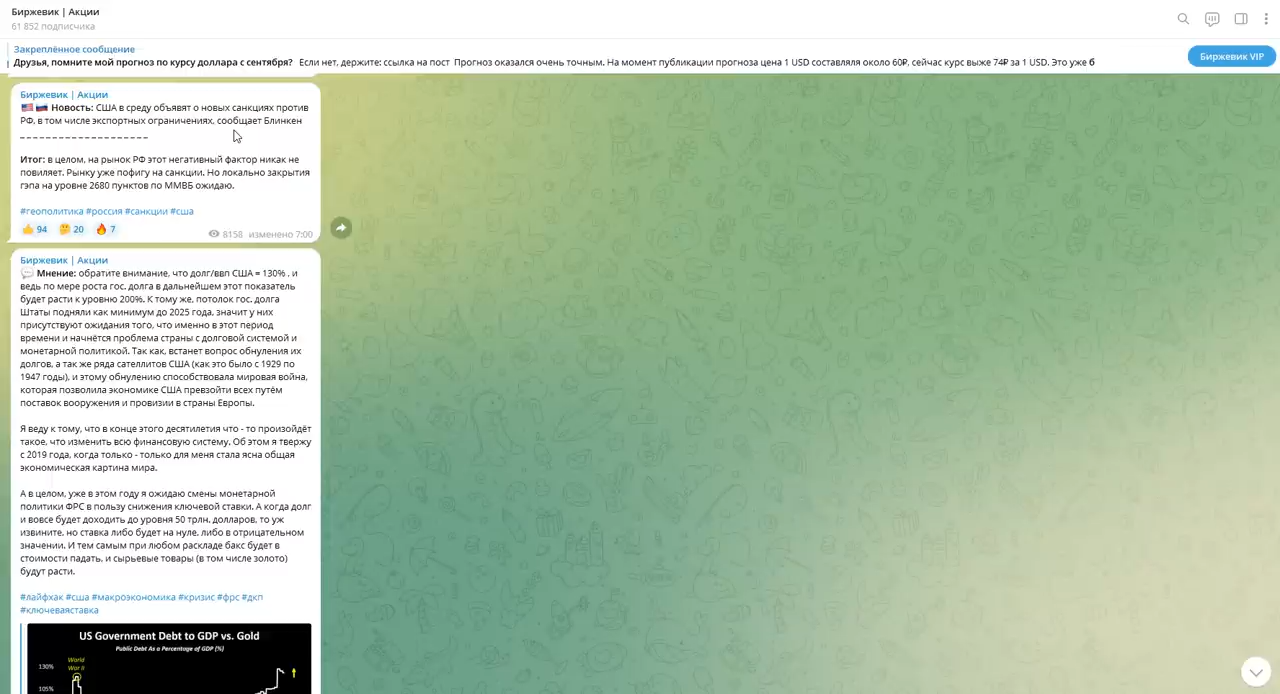 Биржевик | Акции
61 852 подписчика
Закреплённое сообщение
Друзья, помните мой прогноз по курсу доллара с сентября? Если нет, держите: ссылка на пост Прогноз оказался очень точным. На момент публикации прогноза цена 1 USD составляла около 60₽, сейчас курс выше 74₽ за 1 USD. Это уже б
Биржевик VIP
Биржевик | Акции
🇺🇸 🇷🇺 Новость: США в среду объявят о новых санкциях против
РФ, в том числе экспортных ограничениях, сообщает Блинкен
– – – – – – – – – – – – – – – – – – – –
Итог: в целом, на рынок РФ этот негативный фактор никак не
повлияет. Рынку уже пофигу на санкции. Но локально закрытия
гэпа на уровне 2680 пунктов по ММВБ ожидаю.
#геополитика #россия #санкции #сша
👍 94 🤔 20 🔥 7
8158 изменено 7:00
Биржевик | Акции
💬 Мнение: обратите внимание, что долг/ввп США = 130% , и
ведь по мере роста гос. долга в дальнейшем этот показатель
будет расти к уровню 200%. К тому же, потолок гос. долга
Штаты подняли как минимум до 2025 года, значит у них
присутствуют ожидания того, что именно в этот период
времени и начнётся проблема страны с долговой системой и
монетарной политикой. Так как, встанет вопрос обнуления их
долгов, а так же ряда сателлитов США (как это было с 1929 по
1947 годы), и этому обнулению способствовала мировая война,
которая позволила экономике США превзойти всех путём
поставок вооружения и провизии в страны Европы.
Я веду к тому, что в конце этого десятилетия что - то произойдёт
такое, что изменить всю финансовую систему. Об этом я твержу
с 2019 года, когда только - только для меня стала ясна общая
экономическая картина мира.
А в целом, уже в этом году я ожидаю смены монетарной
политики ФРС в пользу снижения ключевой ставки. А когда долг
и вовсе будет доходить до уровня 50 трлн. долларов, то уж
извините, но ставка либо будет на нуле, либо в отрицательном
значении. И тем самым при любом раскладе бакс будет в
стоимости падать, и сырьевые товары (в том числе золото)
будут расти.
#лайфхак #сша #макроэкономика #кризис #фрс #дкп
#ключеваяставка
US Government Debt to GDP vs. Gold
Public Debt As a Percentage of GDP (%)
World
War II
130%
105%